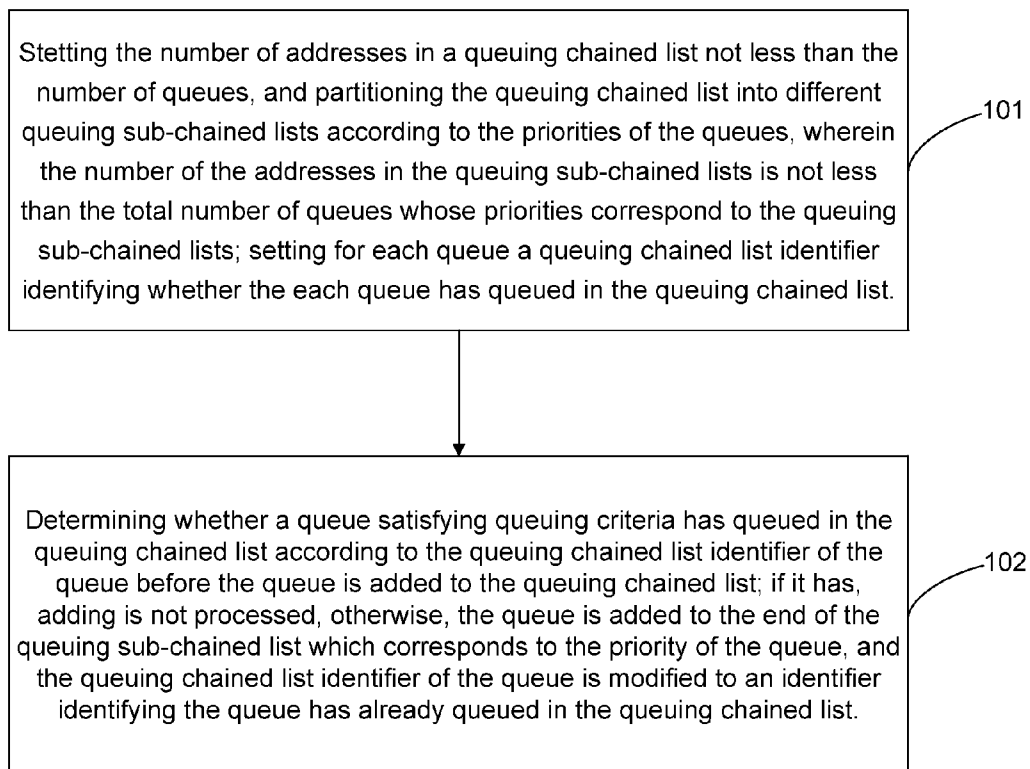 Stetting the number of addresses in a queuing chained list not less than the
number of queues, and partitioning the queuing chained list into different
queuing sub-chained lists according to the priorities of the queues, wherein
the number of the addresses in the queuing sub-chained lists is not less
than the total number of queues whose priorities correspond to the queuing
sub-chained lists; setting for each queue a queuing chained list identifier
identifying whether the each queue has queued in the queuing chained list.
101
Determining whether a queue satisfying queuing criteria has queued in the
queuing chained list according to the queuing chained list identifier of the
queue before the queue is added to the queuing chained list; if it has,
adding is not processed, otherwise, the queue is added to the end of the
queuing sub-chained list which corresponds to the priority of the queue, and
the queuing chained list identifier of the queue is modified to an identifier
identifying the queue has already queued in the queuing chained list.
102